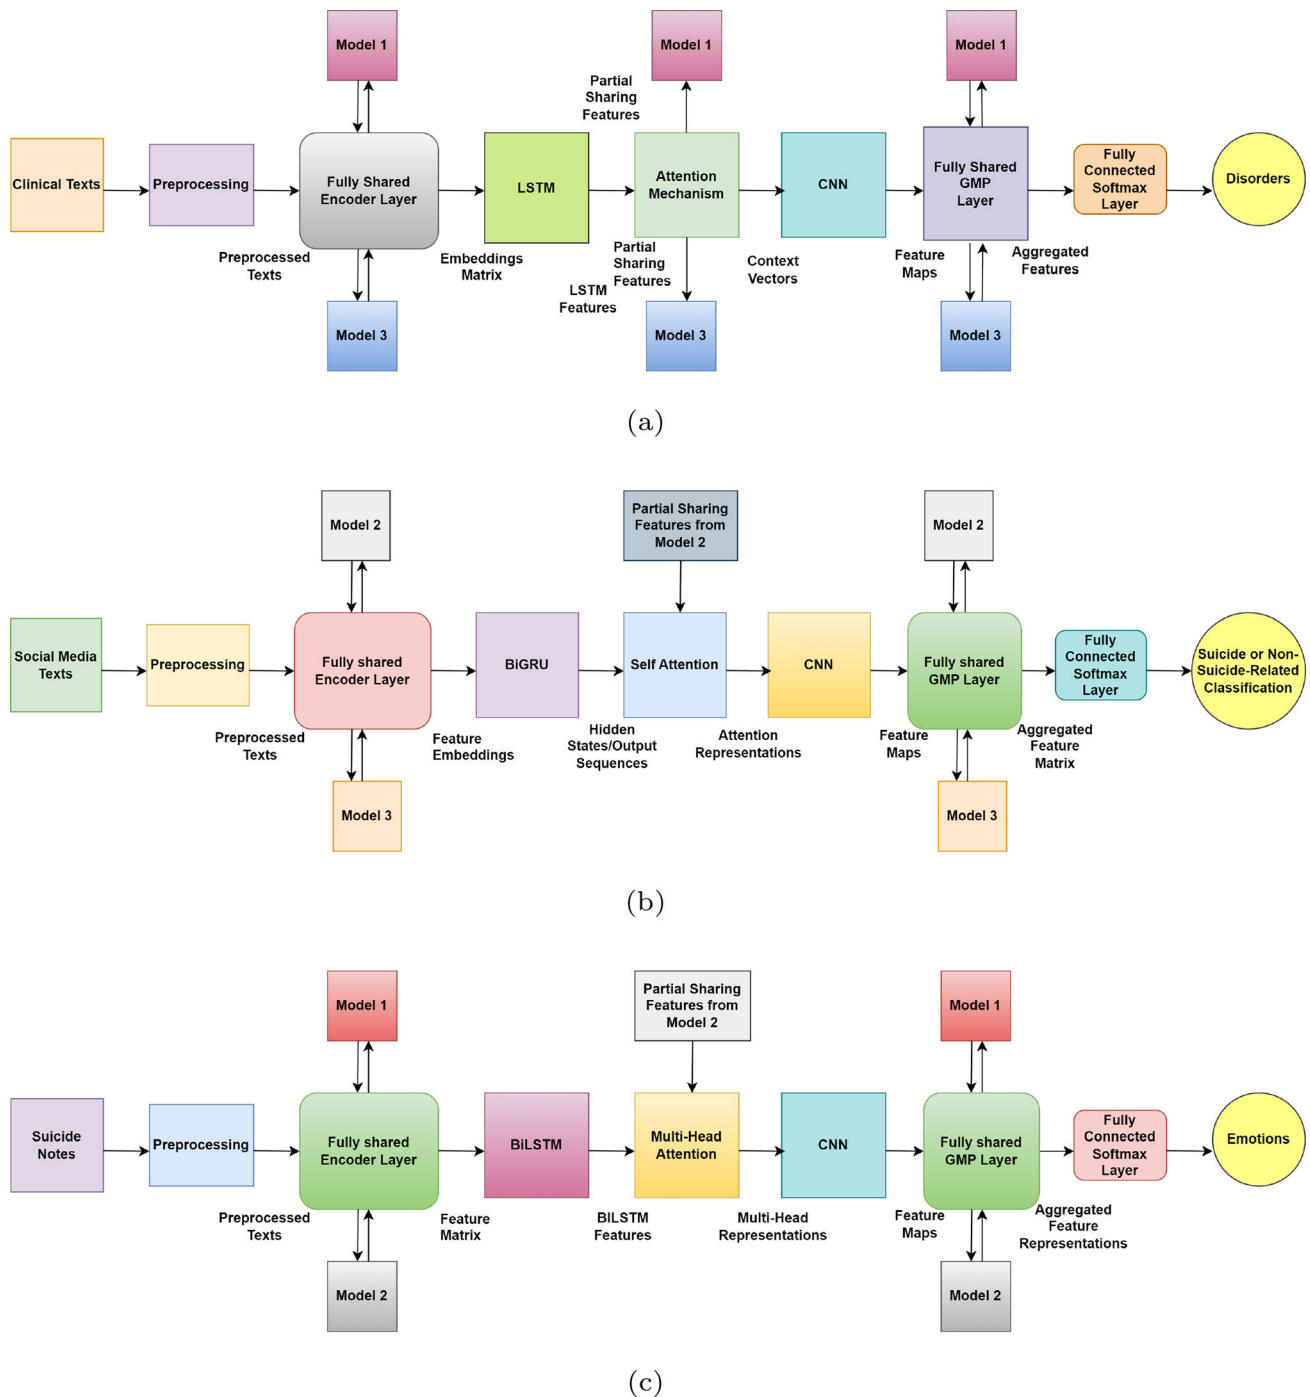 Model 1
Model 1
Model 1
Partial
Sharing
Features
Clinical Texts
Preprocessing
Fully Shared
Encoder Layer
LSTM
Attention
Mechanism
CNN
Fully Shared
GMP
Layer
Fully
Connected
Softmax
Layer
Disorders
Preprocessed
Texts
Embeddings
Matrix
LSTM
Features
Partial
Sharing
Features
Context
Vectors
Feature
Maps
Aggregated
Features
Model 3
Model 3
Model 3
(a)
Model 2
Partial Sharing
Features from
Model 2
Model 2
Social Media
Texts
Preprocessing
Fully shared
Encoder Layer
BiGRU
Self Attention
CNN
Fully shared
GMP Layer
Fully
Connected
Softmax
Layer
Suicide or Non-
Suicide-Related
Classification
Preprocessed
Texts
Feature
Embeddings
Hidden
States/Output
Sequences
Attention
Representations
Feature
Maps
Aggregated
Feature
Matrix
Model 3
Model 3
(b)
Model 1
Partial Sharing
Features from
Model 2
Model 1
Suicide
Notes
Preprocessing
Fully shared
Encoder Layer
BiLSTM
Multi-Head
Attention
CNN
Fully shared
GMP Layer
Fully
Connected
Softmax
Layer
Emotions
Preprocessed
Texts
Feature
Matrix
BiLSTM
Features
Multi-Head
Representations
Feature
Maps
Aggregated
Feature
Representations
Model 2
Model 2
(c)